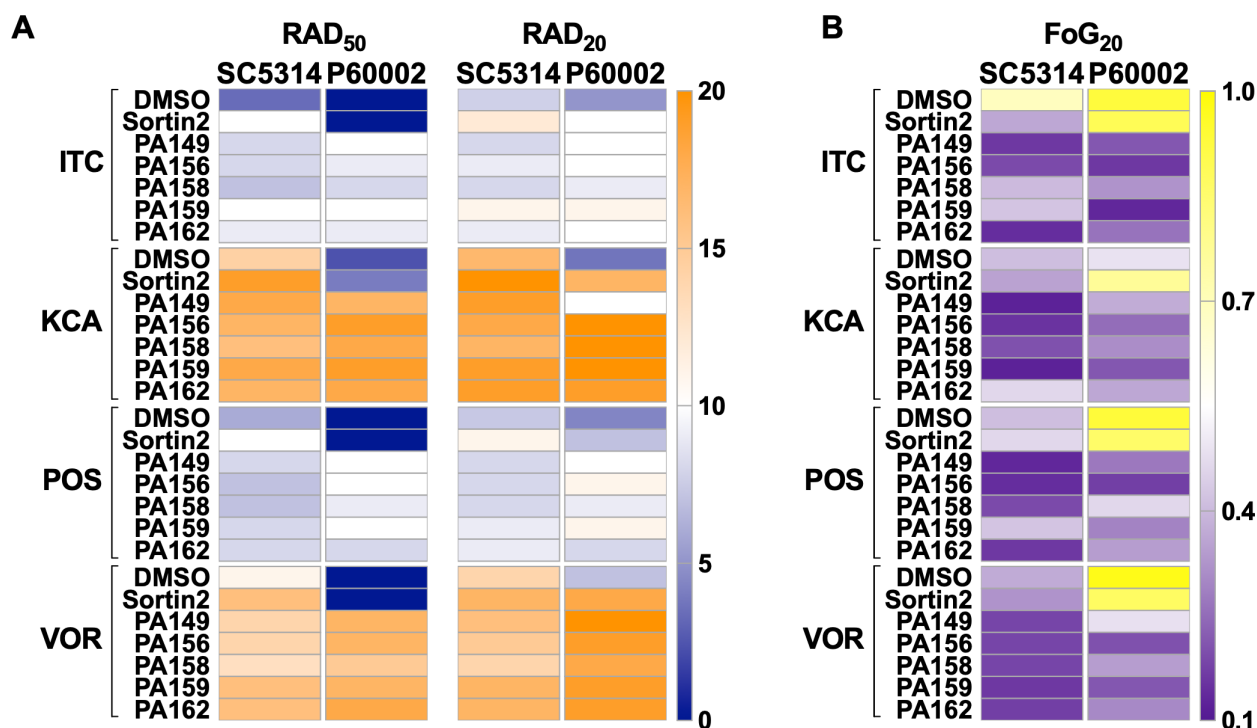 A
RAD50 RAD20
SC5314 P60002 SC5314 P60002
ITC
DMSO
Sortin2
PA149
PA156
PA158
PA159
PA162
KCA
DMSO
Sortin2
PA149
PA156
PA158
PA159
PA162
POS
DMSO
Sortin2
PA149
PA156
PA158
PA159
PA162
VOR
DMSO
Sortin2
PA149
PA156
PA158
PA159
PA162
20
15
10
5
0
B
FoG20
SC5314 P60002
ITC
DMSO
Sortin2
PA149
PA156
PA158
PA159
PA162
KCA
DMSO
Sortin2
PA149
PA156
PA158
PA159
PA162
POS
DMSO
Sortin2
PA149
PA156
PA158
PA159
PA162
VOR
DMSO
Sortin2
PA149
PA156
PA158
PA159
PA162
1.0
0.7
0.4
0.1